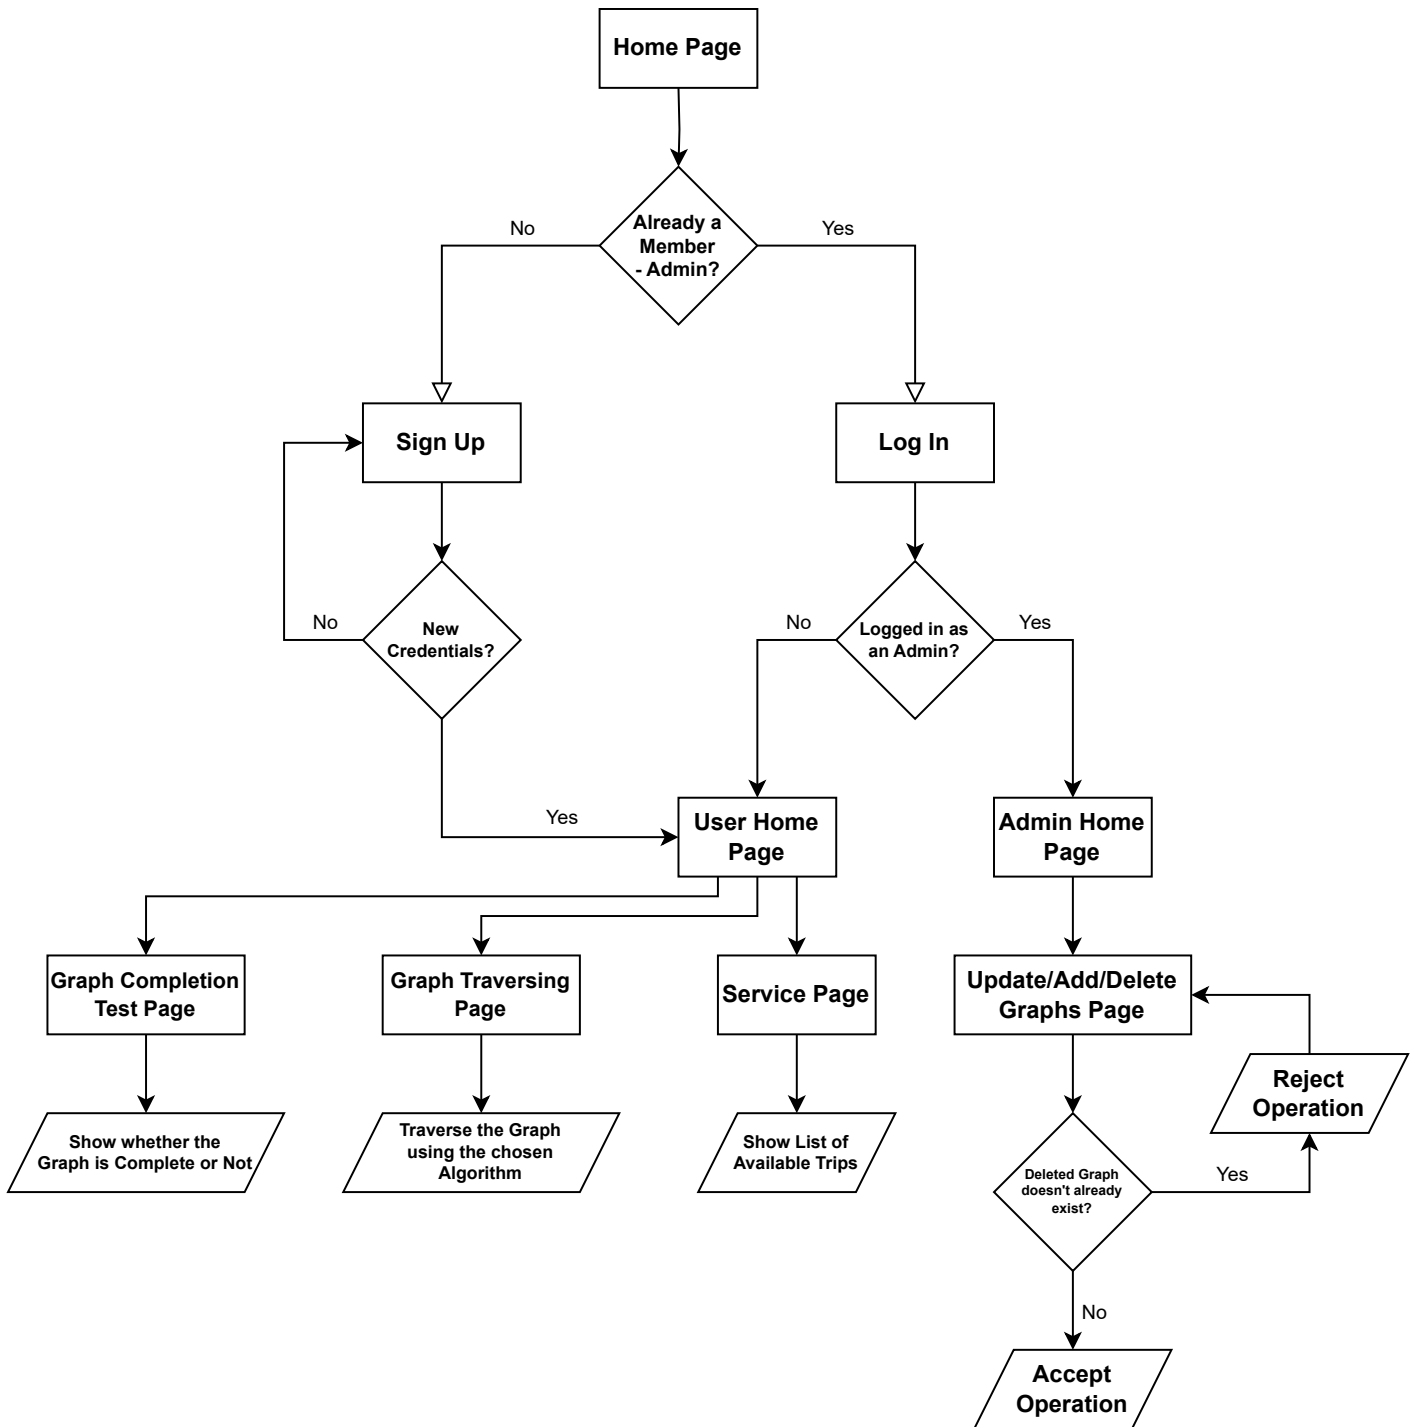 Home Page
Already a
Member
- Admin?
No
Yes
Sign Up
Log In
New
Credentials?
No
Logged in as
an Admin?
No
Yes
Yes
User Home
Page
Admin Home
Page
Graph Completion
Test Page
Graph Traversing
Page
Service Page
Update/Add/Delete
Graphs Page
Reject
Operation
Show whether the
Graph is Complete or Not
Traverse the Graph
using the chosen
Algorithm
Show List of
Available Trips
Deleted Graph
doesn't already
exist?
Yes
No
Accept
Operation